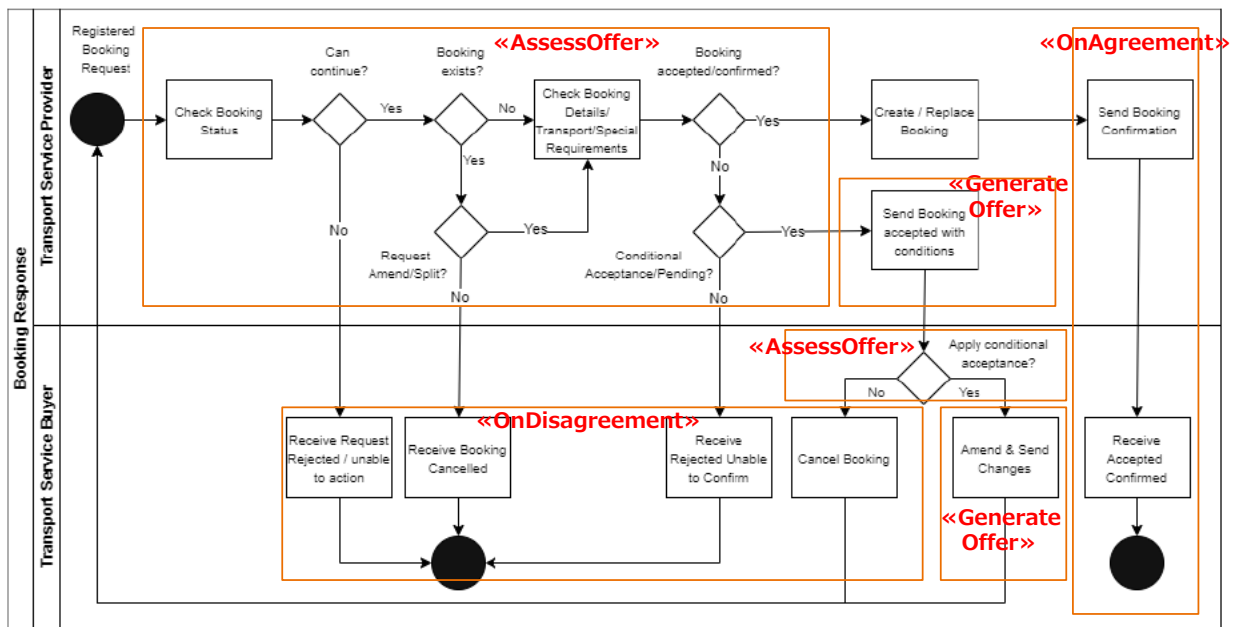 Booking Response
Transport Service Provider
Transport Service Buyer
Registered
Booking
Request
«AssessOffer»
«OnAgreement»
Can
continue?
Booking
exists?
Booking
accepted/confirmed?
Check Booking
Status
Yes
No
Check Booking
Details/
Transport/Special
Requirements
Yes
Create / Replace
Booking
Send Booking
Confirmation
Yes
No
«Generate
Offer»
No
Request
Amend/Split?
Yes
Conditional
Acceptance/Pending?
Yes
Send Booking
accepted with
conditions
No
No
«AssessOffer»
Apply conditional
acceptance?
No
Yes
«OnDisagreement»
Receive Request
Rejected / unable
to action
Receive Booking
Cancelled
Receive
Rejected Unable
to Confirm
Cancel Booking
Amend & Send
Changes
Receive
Accepted
Confirmed
«Generate
Offer»